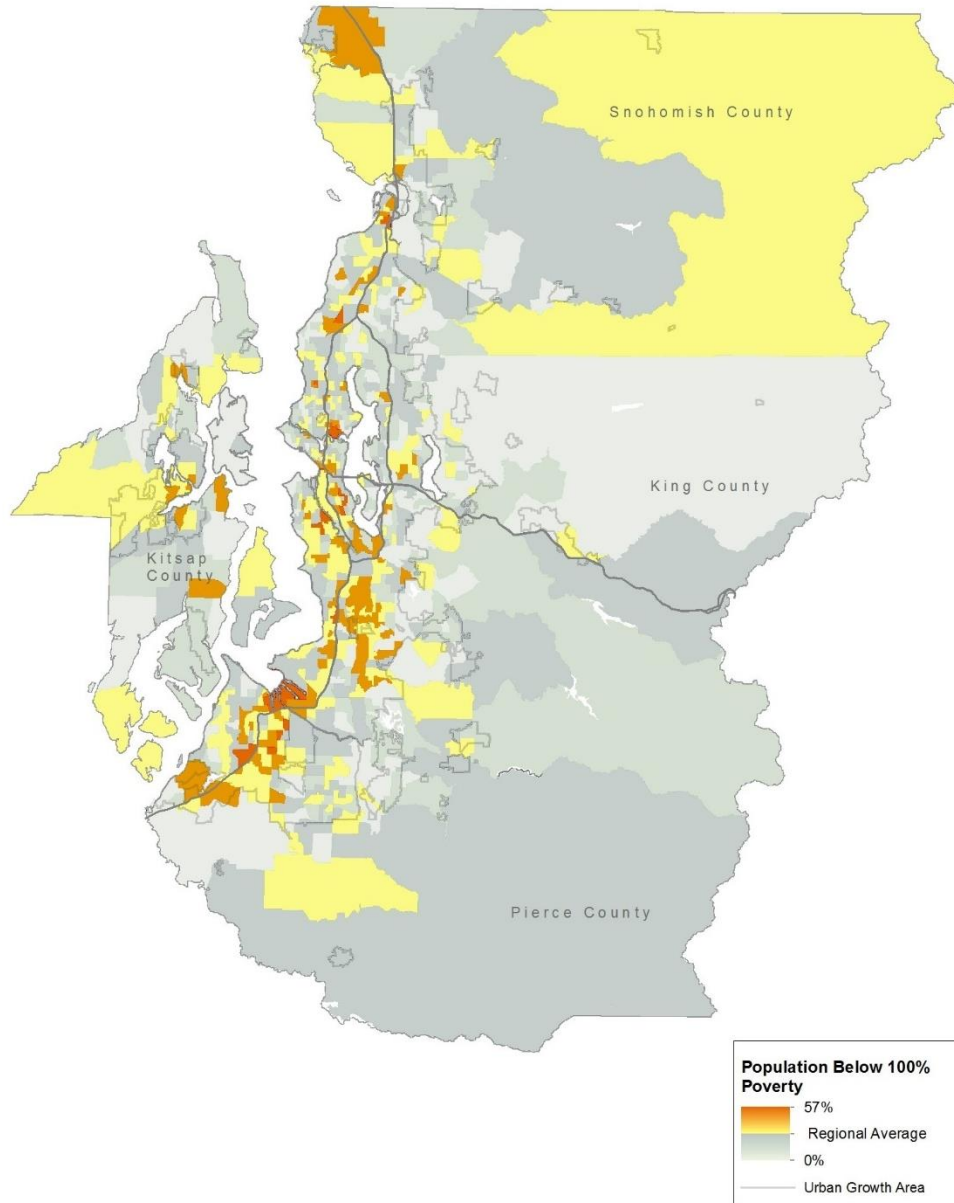 Snohomish County
King County
Kitsap
County
Pierce County
Population Below 100%
Poverty
57%
Regional Average
0%
Urban Growth Area